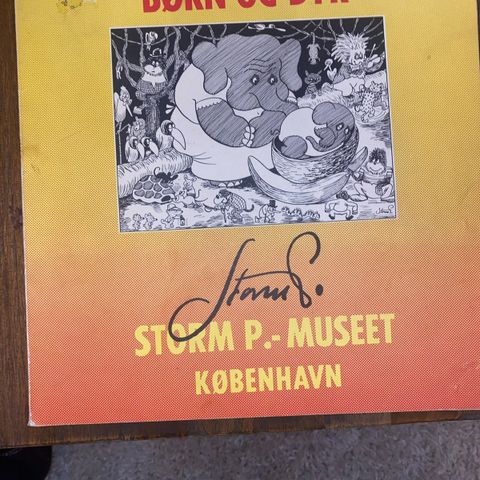 BØRN OG DYR
Storm P.
STORM P.-MUSEET
KØBENHAVN